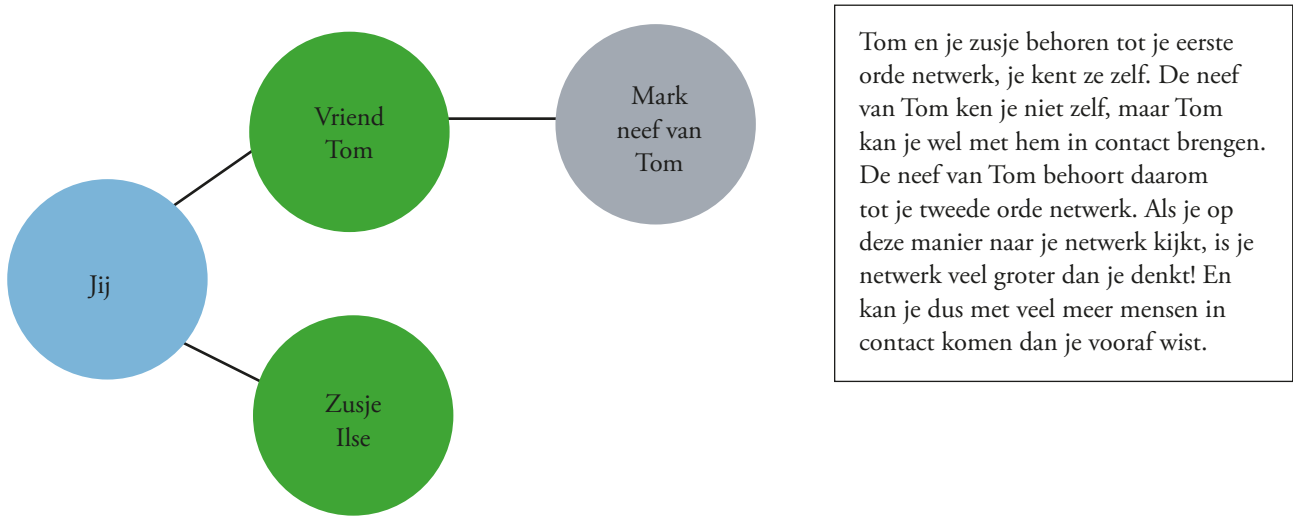 Vriend
Tom
Mark
neef van
Tom
Jij
Zusje
Ilse
Tom en je zusje behoren tot je eerste
orde netwerk, je kent ze zelf. De neef
van Tom ken je niet zelf, maar Tom
kan je wel met hem in contact brengen.
De neef van Tom behoort daarom
tot je tweede orde netwerk. Als je op
deze manier naar je netwerk kijkt, is je
netwerk veel groter dan je denkt! En
kan je dus met veel meer mensen in
contact komen dan je vooraf wist.